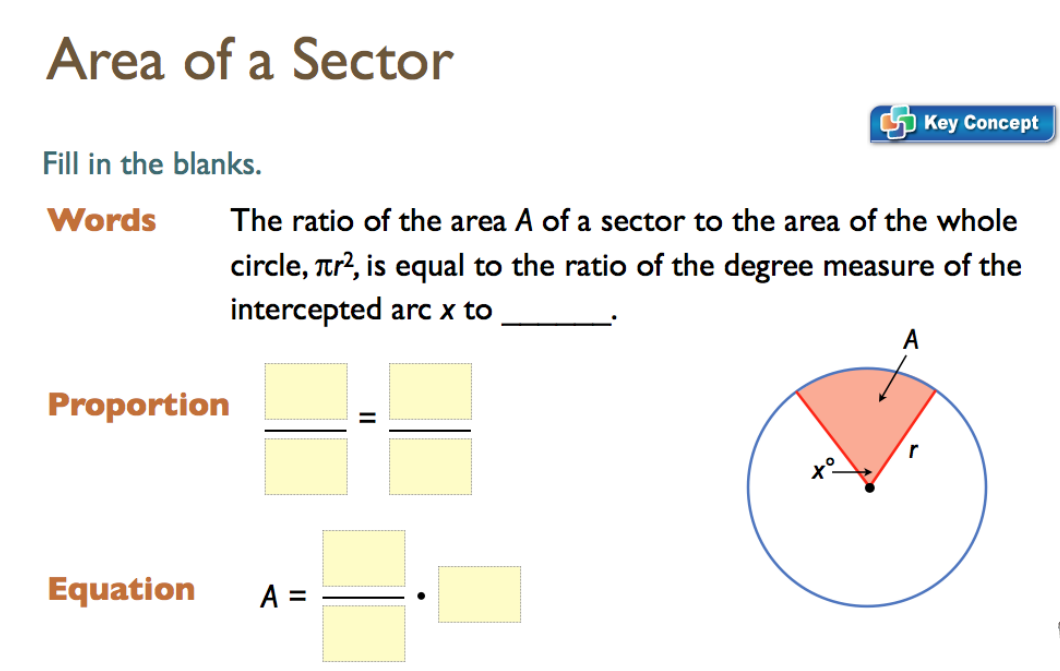 Area of a Sector
Key Concept
Fill in the blanks.
Words The ratio of the area A of a sector to the area of the whole
circle, πr², is equal to the ratio of the degree measure of the
intercepted arc x to ______.
A
Proportion =
r
x°
Equation A = •